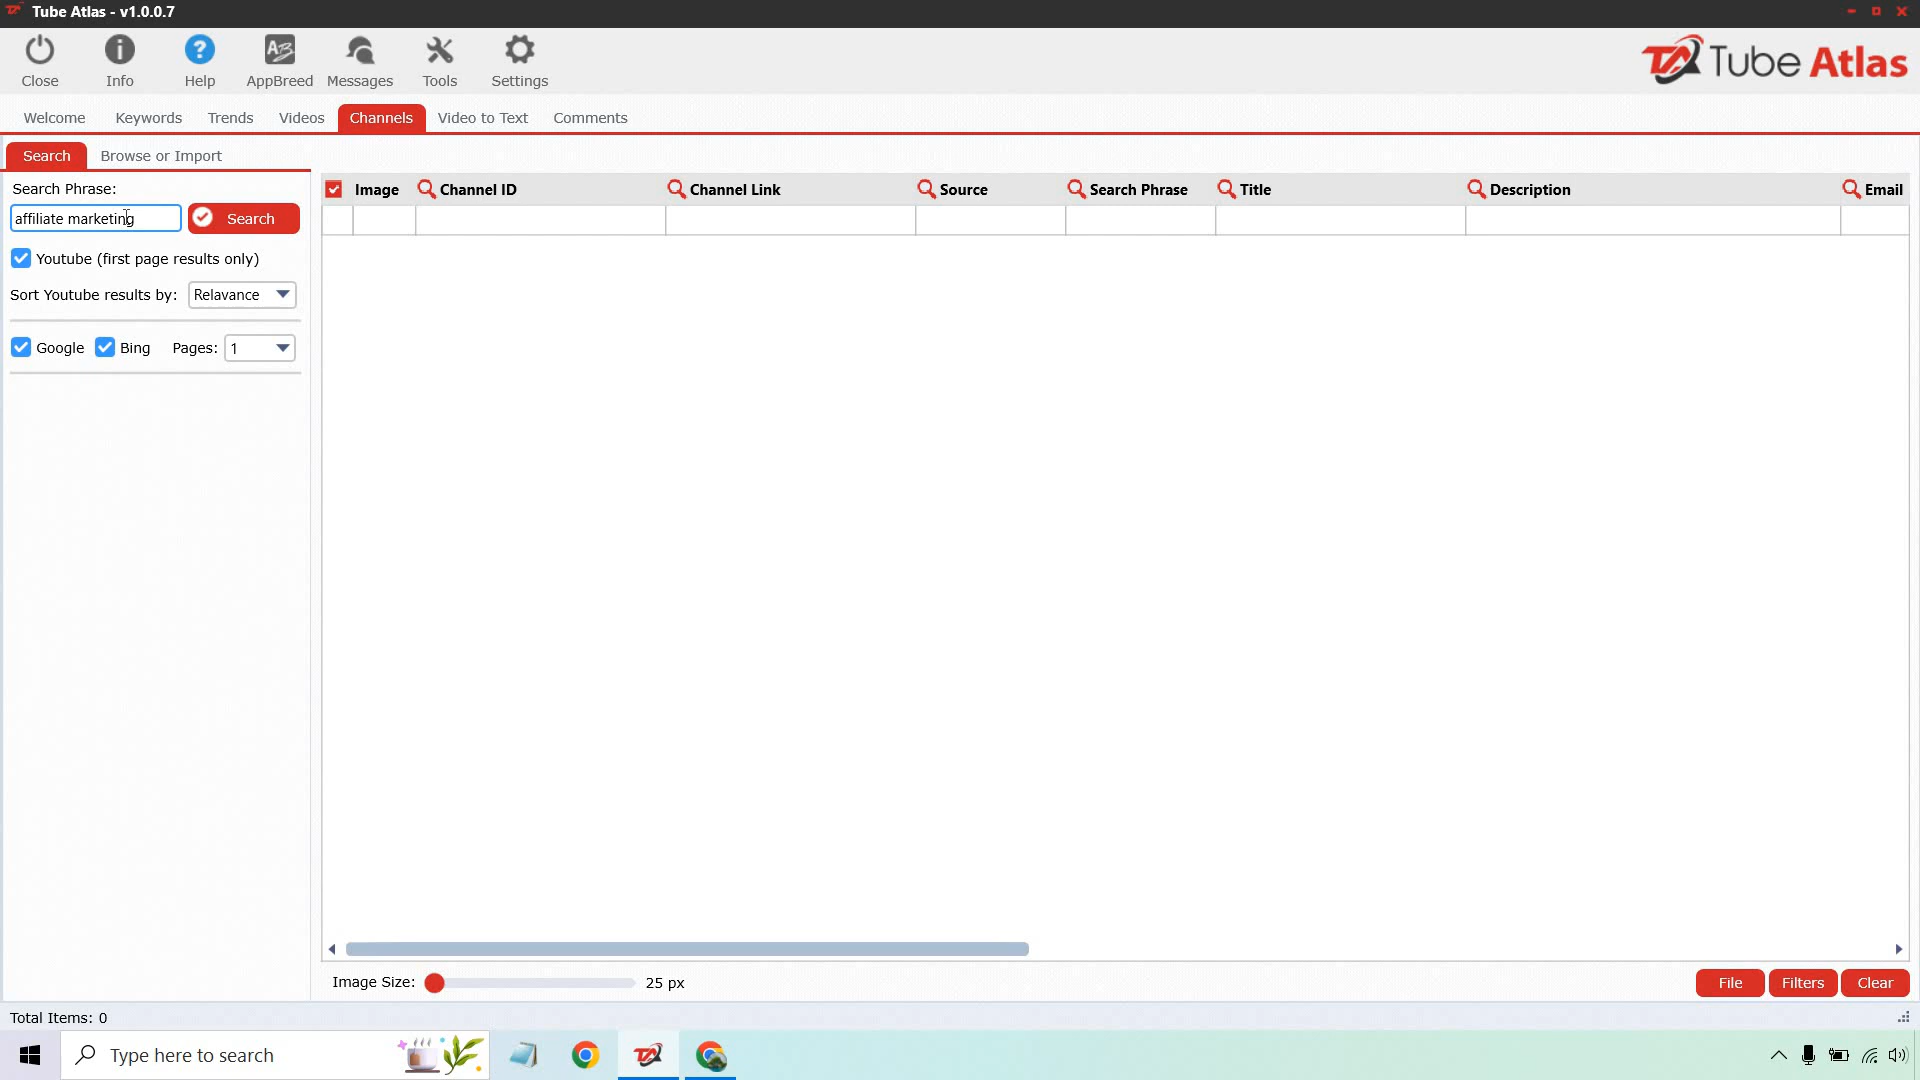 Tube Atlas - v1.0.0.7
Close Info Help AppBreed Messages Tools Settings
Tube Atlas
Welcome Keywords Trends Videos Channels Video to Text Comments
Search Browse or Import
Search Phrase:
affiliate marketing Search
Youtube (first page results only)
Sort Youtube results by: Relavance
Google Bing Pages: 1
Image Channel ID Channel Link Source Search Phrase Title Description Email
Image Size: 25 px
File Filters Clear
Total Items: 0
Type here to search